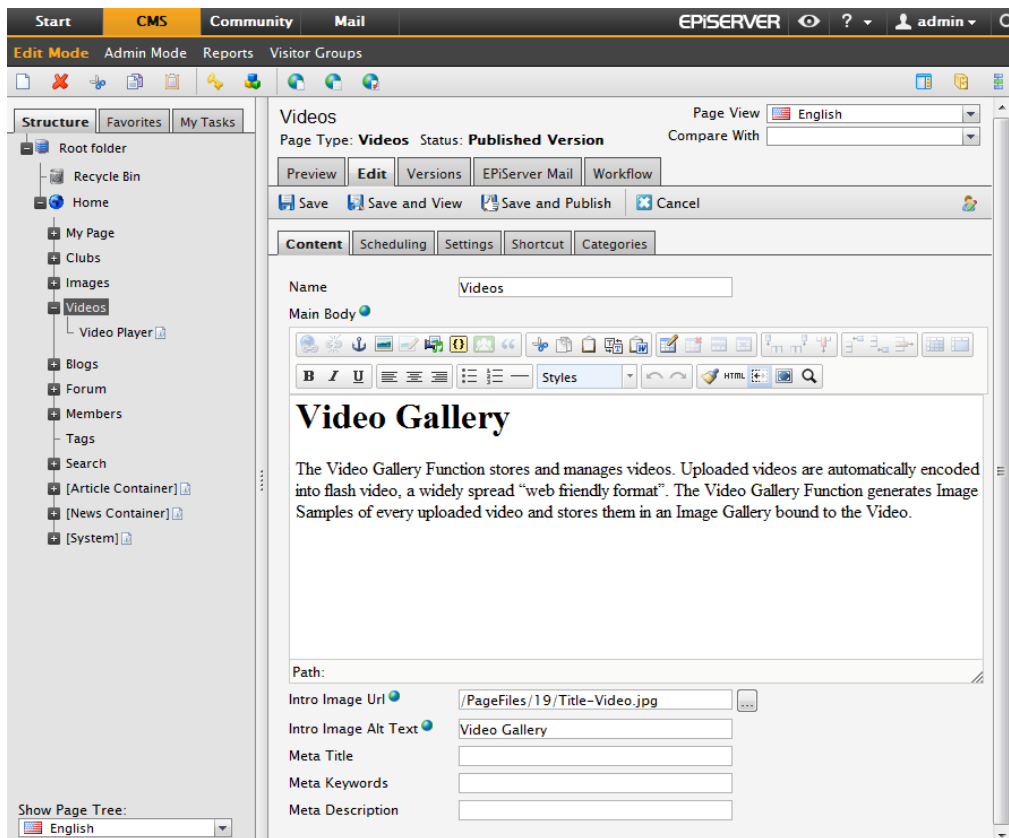 Start CMS Community Mail EPiSERVER ? admin
Edit Mode Admin Mode Reports Visitor Groups
Structure Favorites My Tasks
Root folder
Recycle Bin
Home
My Page
Clubs
Images
Videos
Video Player
Blogs
Forum
Members
Tags
Search
[Article Container]
[News Container]
[System]
Show Page Tree:
English
Videos
Page Type: Videos Status: Published Version
Page View English
Compare With
Preview Edit Versions EPiServer Mail Workflow
Save Save and View Save and Publish Cancel
Content Scheduling Settings Shortcut Categories
Name Videos
Main Body
B I U Styles HTML
Video Gallery
The Video Gallery Function stores and manages videos. Uploaded videos are automatically encoded
into flash video, a widely spread “web friendly format”. The Video Gallery Function generates Image
Samples of every uploaded video and stores them in an Image Gallery bound to the Video.
Path:
Intro Image Url /PageFiles/19/Title-Video.jpg ...
Intro Image Alt Text Video Gallery
Meta Title
Meta Keywords
Meta Description